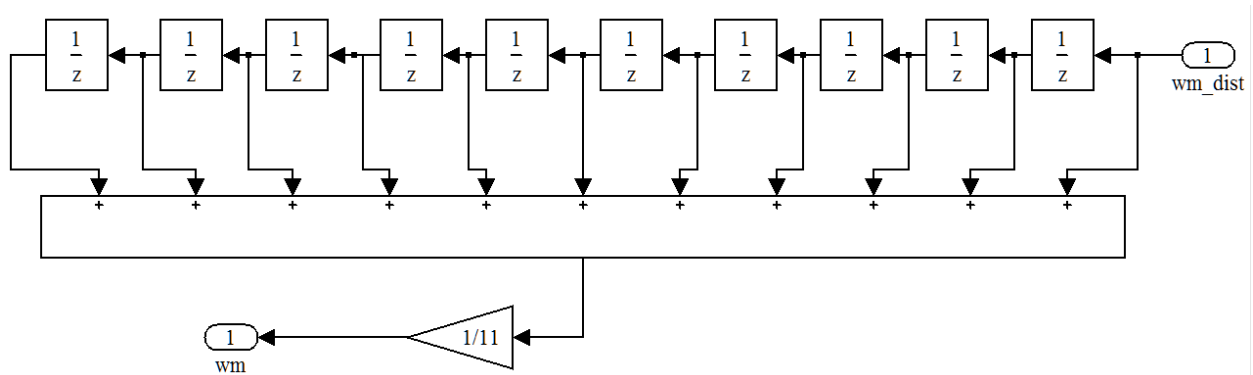 1 1 1 1 1 1 1 1 1 1 1
z z z z z z z z z z
wm_dist
+ + + + + + + + + + +
1/11
1
wm